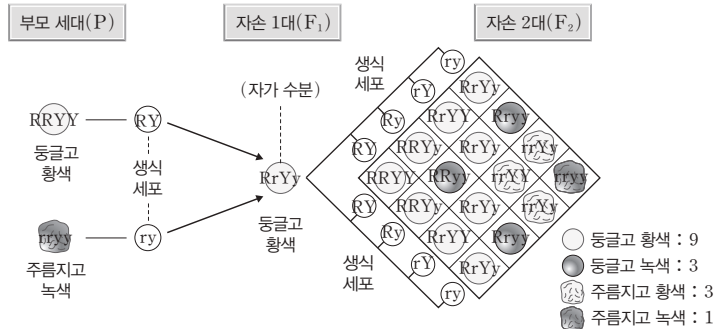 부모 세대(P)
자손 1대(F₁)
자손 2대(F₂)
RRYY
둥글고
황색
RY
생식
세포
rryy
주름지고
녹색
ry
(자가 수분)
RrYy
둥글고
황색
생식
세포
ry
rY
Ry
RY
RY
Ry
rY
ry
생식
세포
RrYy
RrYY
Rryy
RRYy
RrYy
rrYy
RRYY
RRyy
rrYY
rryy
RRYy
RrYy
rrYy
RrYY
Rryy
RrYy
둥글고 황색 : 9
둥글고 녹색 : 3
주름지고 황색 : 3
주름지고 녹색 : 1